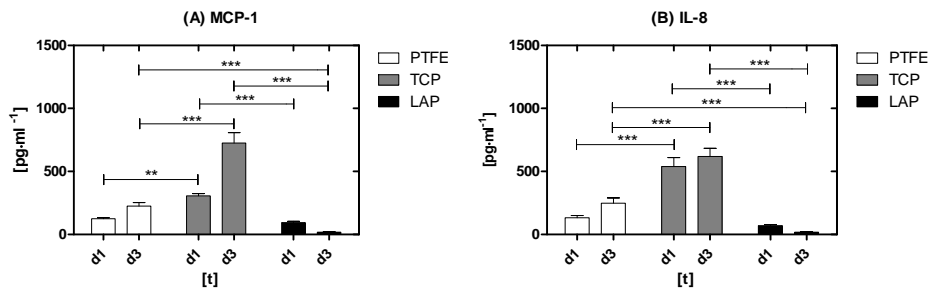 (A) MCP-1
1500
1000
500
0
[pg·ml⁻¹]
***
***
***
***
**
d1
d3
d1
d3
d1
d3
[t]
PTFE
TCP
LAP
(B) IL-8
1500
1000
500
0
[pg·ml⁻¹]
***
***
***
***
***
d1
d3
d1
d3
d1
d3
[t]
PTFE
TCP
LAP